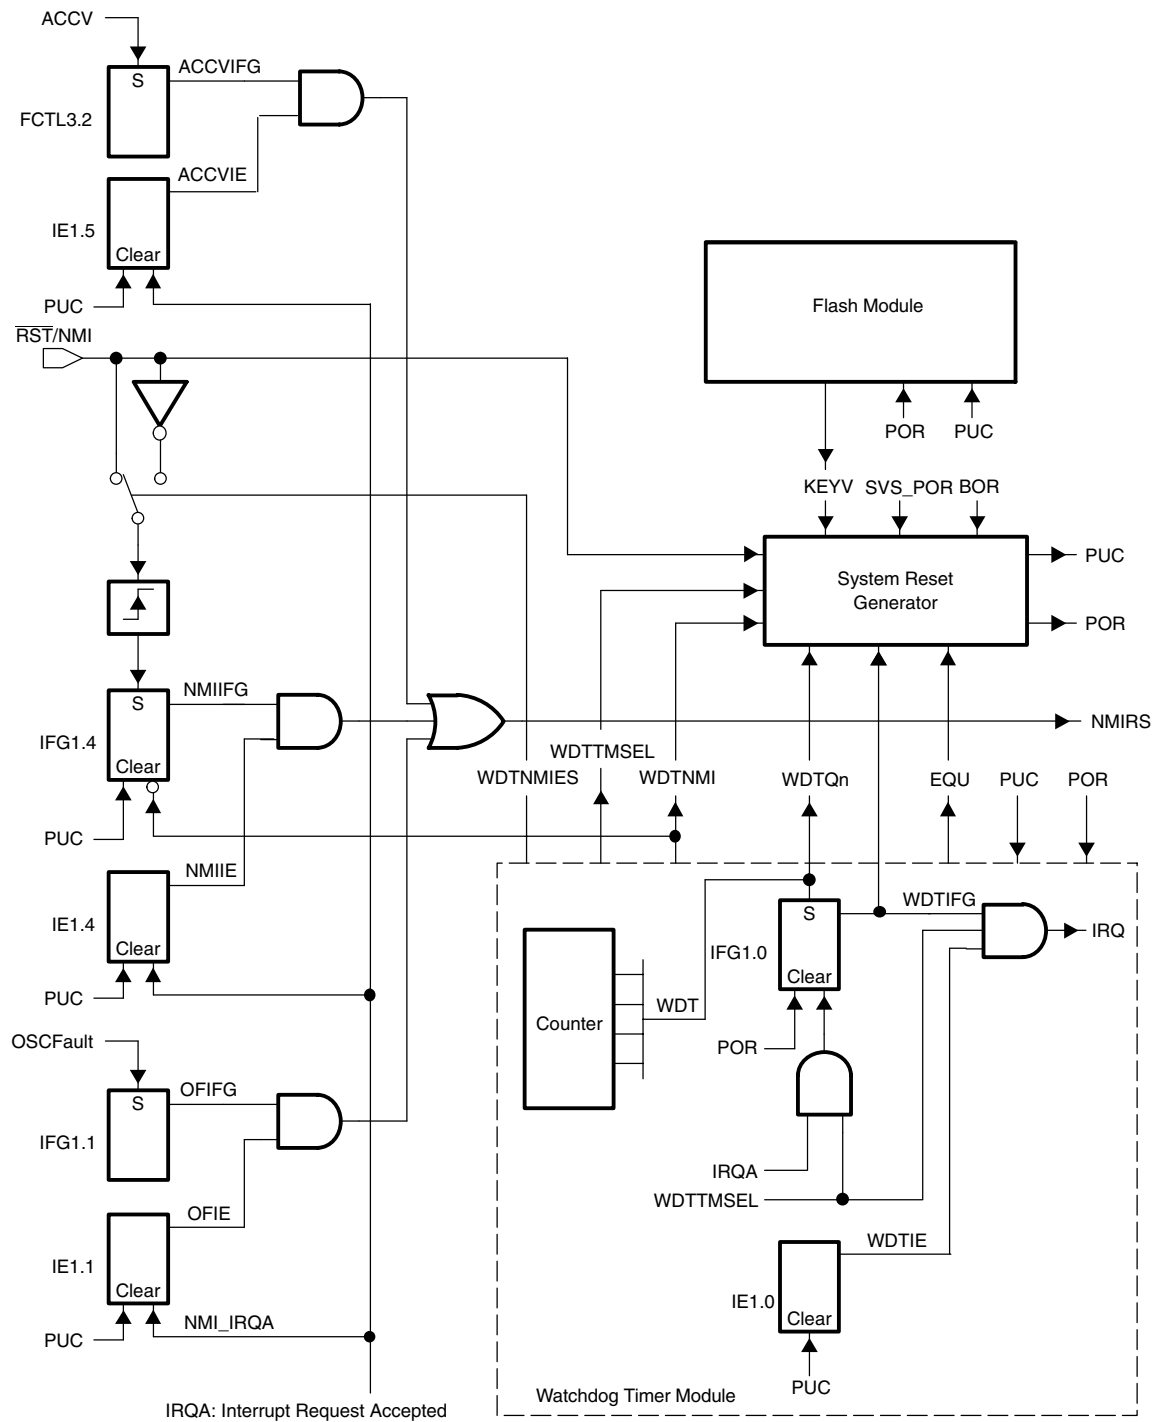 ACCV
S
ACCVIFG
FCTL3.2
ACCVIE
IE1.5
Clear
PUC
RST/NMI
Flash Module
POR
PUC
KEYV
SVS_POR
BOR
System Reset
Generator
PUC
POR
S
NMIIFG
IFG1.4
Clear
PUC
NMIRS
WDTTMSEL
WDTNMIES
WDTNMI
WDTQn
EQU
PUC
POR
NMIIE
IE1.4
Clear
PUC
S
WDTIFG
IRQ
IFG1.0
Clear
WDT
Counter
POR
OSCFault
S
OFIFG
IFG1.1
IRQA
WDTTMSEL
OFIE
IE1.1
Clear
NMI_IRQA
PUC
WDTIE
IE1.0
Clear
PUC
Watchdog Timer Module
IRQA: Interrupt Request Accepted